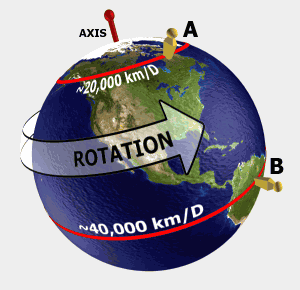 AXIS
A
~20,000 km/D
ROTATION
B
~40,000 km/D